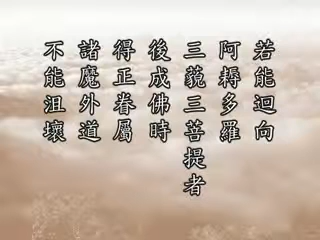 若能迴向
阿耨多羅
三藐三菩提者
後成佛時
得正眷屬
諸魔外道
不能沮壞